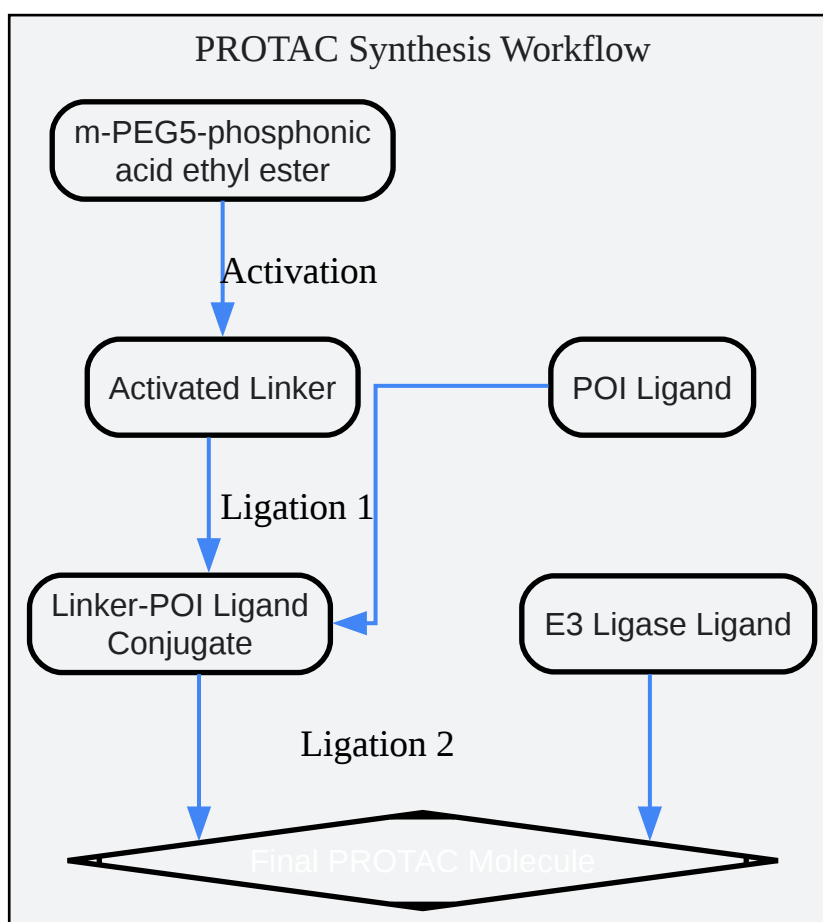 PROTAC Synthesis Workflow
m-PEG5-phosphonic
acid ethyl ester
Activation
Activated Linker
POI Ligand
Ligation 1
Linker-POI Ligand
Conjugate
E3 Ligase Ligand
Ligation 2
Final PROTAC Molecule